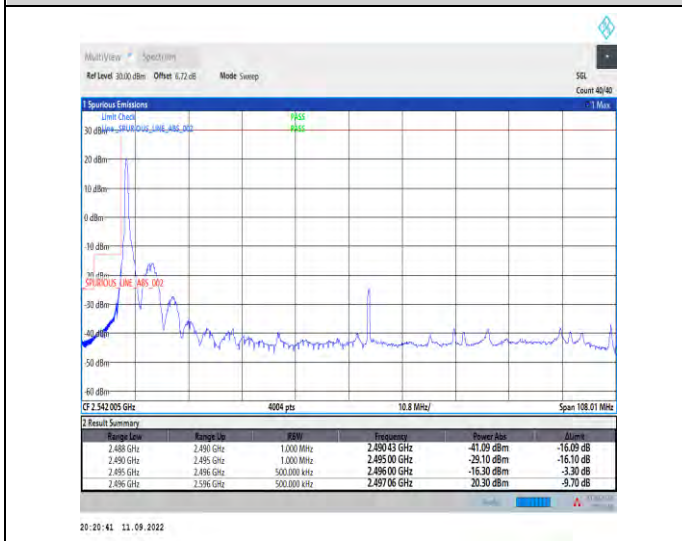 MultiView Spectrum
Ref Level 30.00 dBm Offset 6.72 dB Mode Sweep SGL
Count 40/40
1 Spurious Emissions 1 Max
Limit Check PASS
30 dBm Line _SPURIOUS_LINE_ABS_002 PASS
20 dBm
10 dBm
0 dBm
-10 dBm
-20 dBm
_SPURIOUS_LINE_ABS_002
-30 dBm
-40 dBm
-50 dBm
-60 dBm
CF 2.542 005 GHz 4004 pts 10.8 MHz/ Span 108.01 MHz
2 Result Summary
Range Low Range Up RBW Frequency Power Abs ΔLimit
2.488 GHz 2.490 GHz 1.000 MHz 2.490 43 GHz -41.09 dBm -16.09 dB
2.490 GHz 2.495 GHz 1.000 MHz 2.495 00 GHz -29.10 dBm -16.10 dB
2.495 GHz 2.496 GHz 500.000 kHz 2.496 00 GHz -16.30 dBm -3.30 dB
2.496 GHz 2.596 GHz 500.000 kHz 2.497 06 GHz 20.30 dBm -9.70 dB
20:20:41 11.09.2022